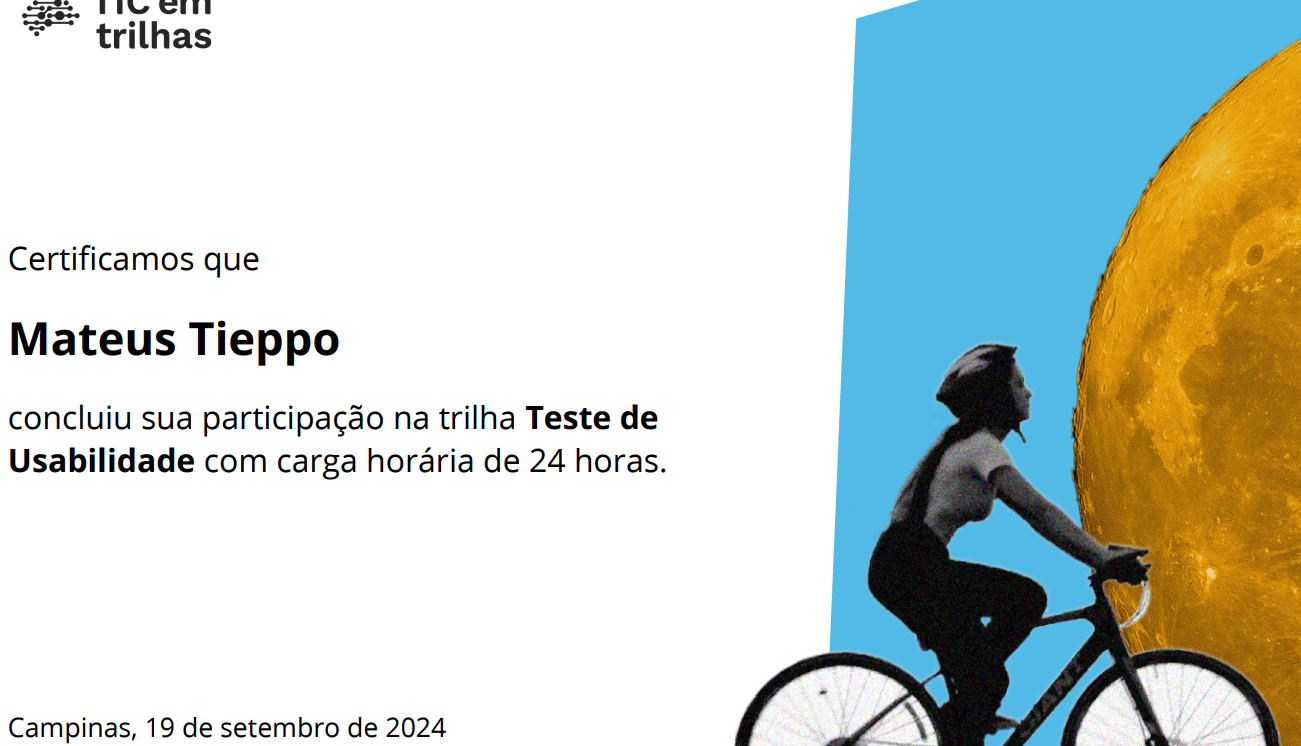 TIC em
trilhas
Certificamos que
Mateus Tieppo
concluiu sua participação na trilha Teste de
Usabilidade com carga horária de 24 horas.
Campinas, 19 de setembro de 2024